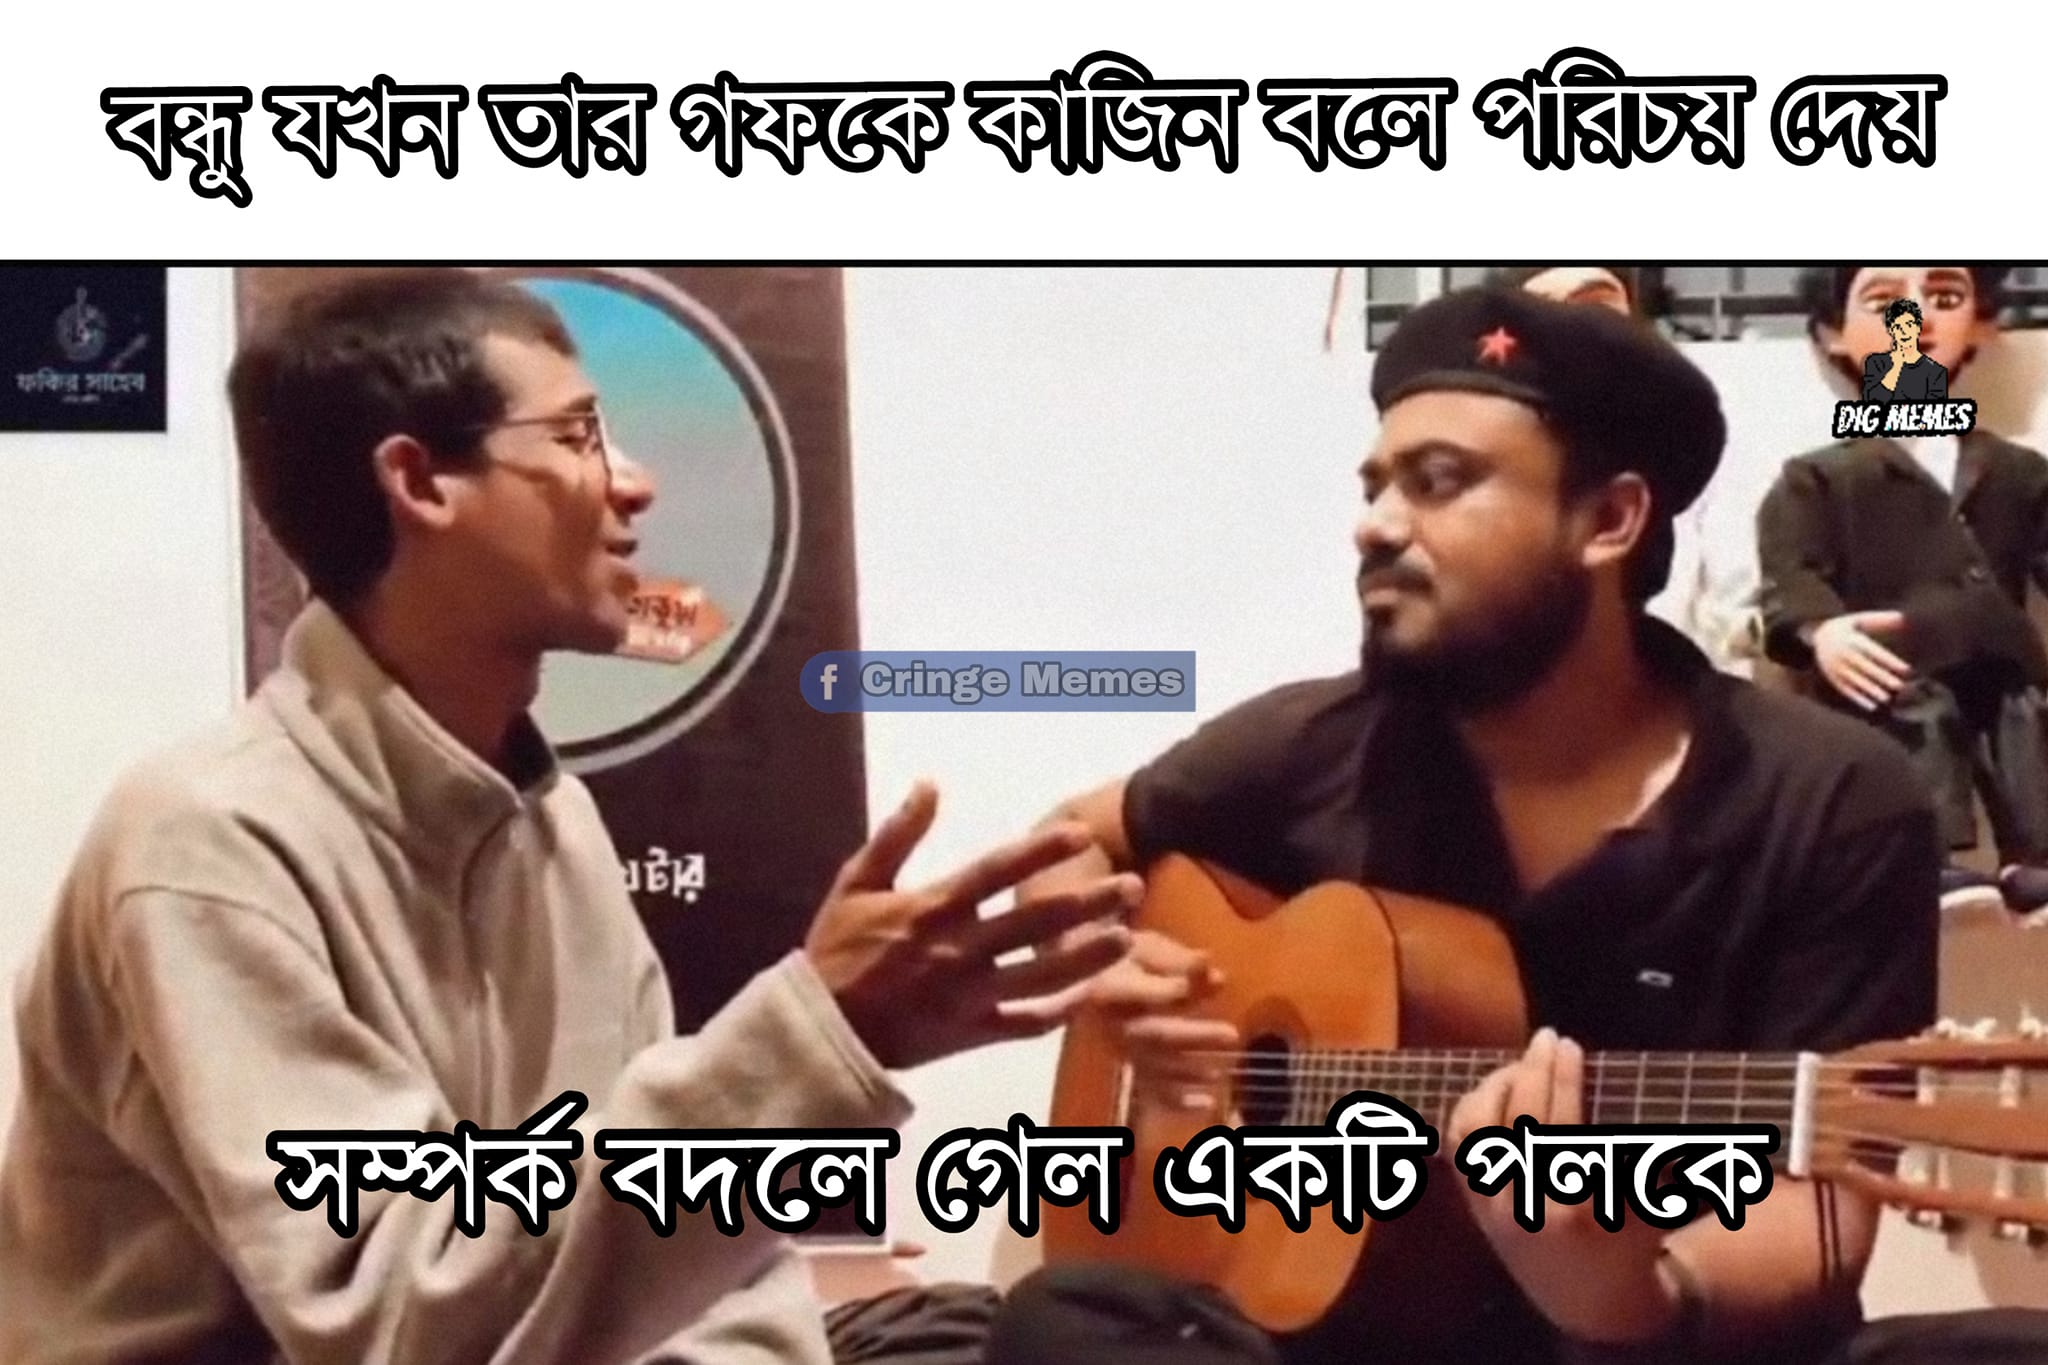 বন্ধু যখন তার গফকে কাজিন বলে পরিচয় দেয়
ফকির সাহেব
DIG MEMES
f Cringe Memes
সম্পর্ক বদলে গেল একটি পলকে